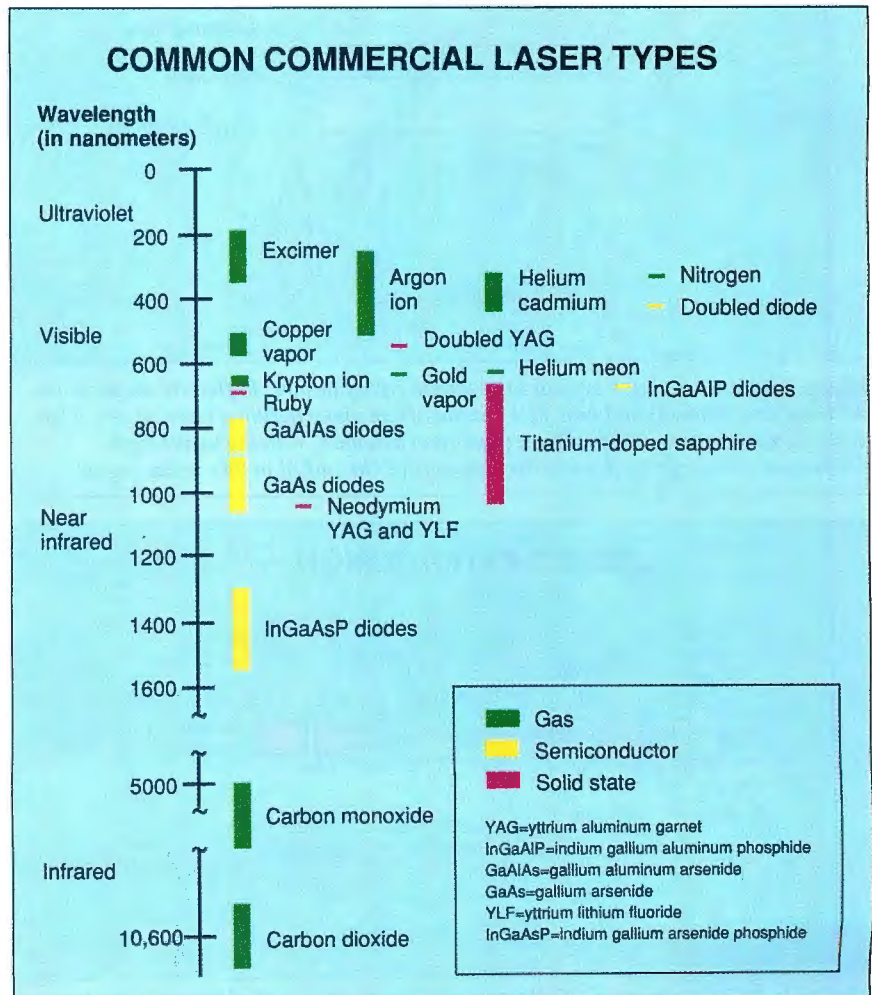 COMMON COMMERCIAL LASER TYPES
Wavelength
(in nanometers)
0
Ultraviolet
200
Excimer
Argon
ion
Helium
cadmium
Nitrogen
Doubled diode
400
Visible
Copper
vapor
Doubled YAG
600
Krypton ion
Ruby
Gold
vapor
Helium neon
InGaAlP diodes
800
GaAlAs diodes
Titanium-doped sapphire
GaAs diodes
1000
Neodymium
YAG and YLF
Near
infrared
1200
1400
InGaAsP diodes
1600
5000
Carbon monoxide
Infrared
10,600
Carbon dioxide
Gas
Semiconductor
Solid state
YAG=yttrium aluminum garnet
InGaAlP=indium gallium aluminum phosphide
GaAlAs=gallium aluminum arsenide
GaAs=gallium arsenide
YLF=yttrium lithium fluoride
InGaAsP=indium gallium arsenide phosphide